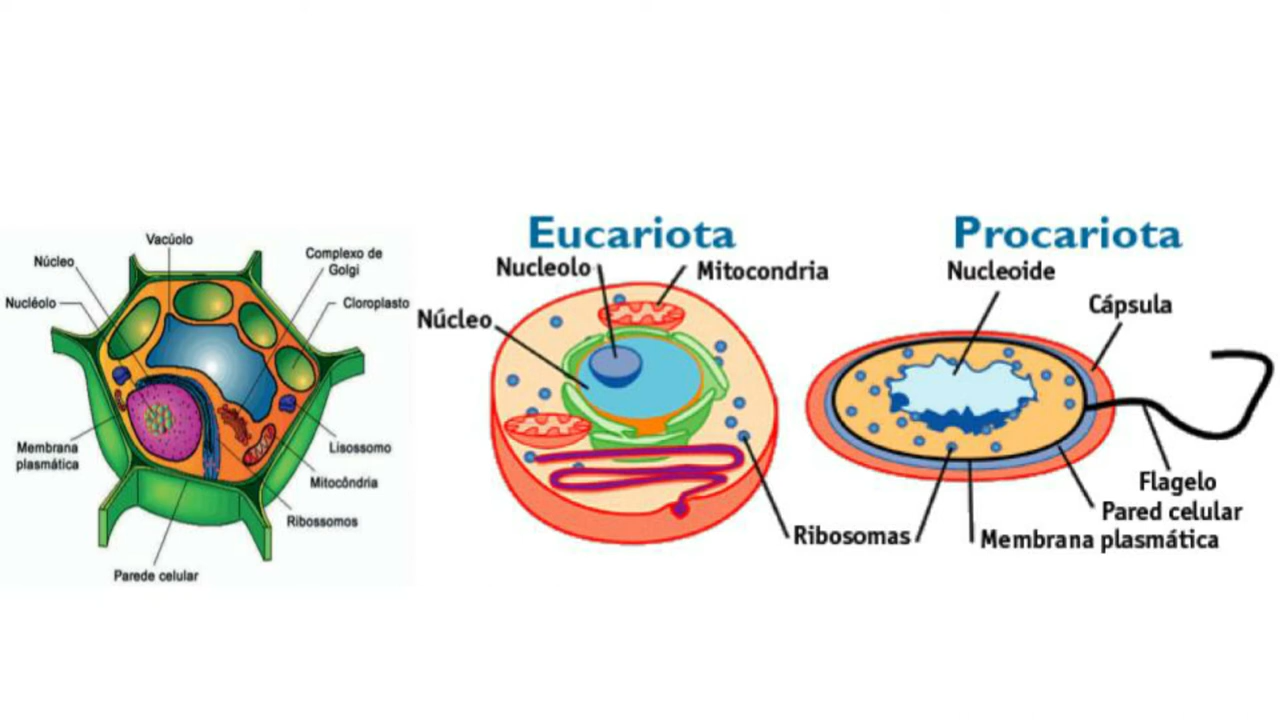 Vacúolo
Núcleo
Complexo de
Golgi
Nucléolo
Cloroplasto
Membrana
plasmática
Lisossomo
Mitocôndria
Ribossomos
Parede celular
Eucariota
Nucleolo
Mitocondria
Núcleo
Ribosomas
Procariota
Nucleoide
Cápsula
Flagelo
Pared celular
Membrana plasmática